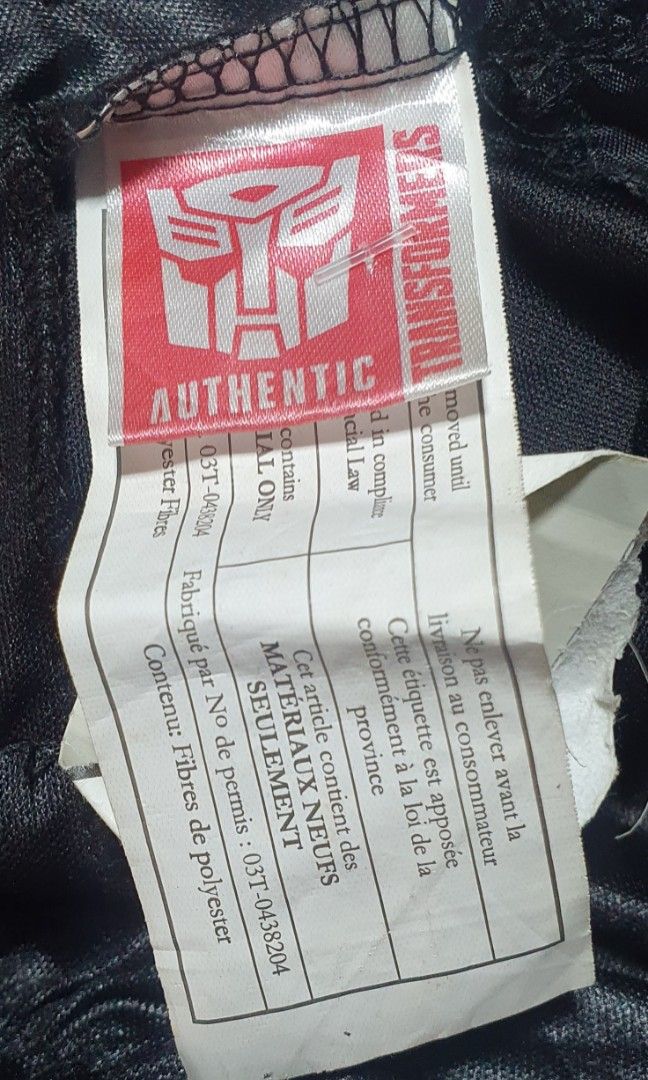 TRANSFORMERS
AUTHENTIC
moved until
he consumer
d in compliance
ncial Law
contains
IAL ONLY
03T-0438204
yester Fibres
Ne pas enlever avant la
livraison au consommateur
Cette étiquette est apposée
conformément à la loi de la
province
Cet article contient des
MATÉRIAUX NEUFS
SEULEMENT
Fabriqué par No de permis : 03T-0438204
Contenu: Fibres de polyester